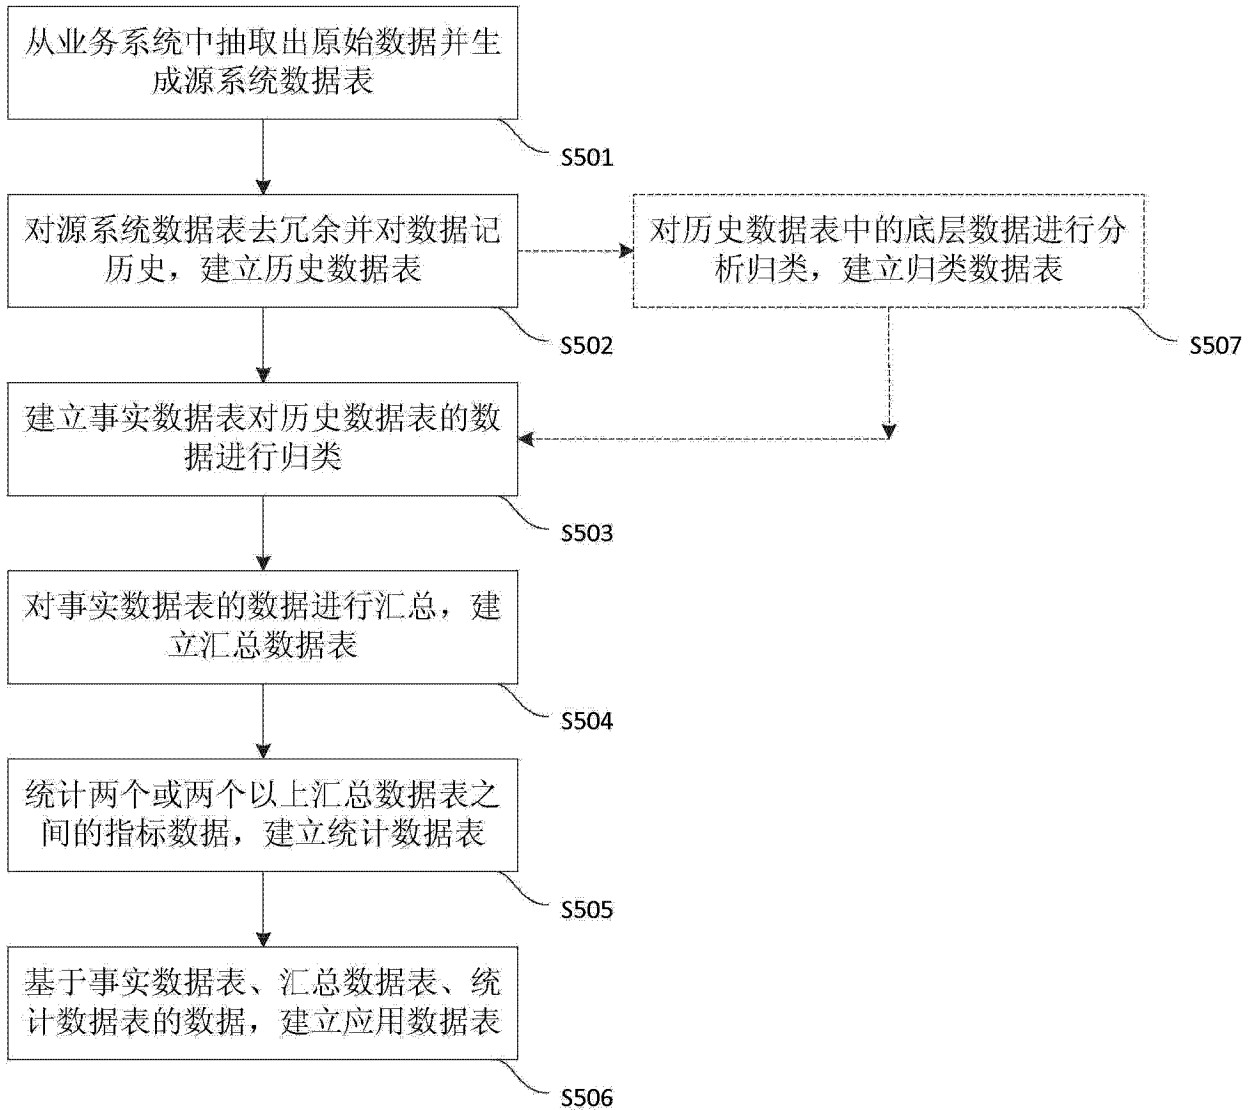 从业务系统中抽取出原始数据并生
成源系统数据表
S501
对源系统数据表去冗余并对数据记
历史，建立历史数据表
S502
对历史数据表中的底层数据进行分
析归类，建立归类数据表
S507
建立事实数据表对历史数据表的数
据进行归类
S503
对事实数据表的数据进行汇总，建
立汇总数据表
S504
统计两个或两个以上汇总数据表之
间的指标数据，建立统计数据表
S505
基于事实数据表、汇总数据表、统
计数据表的数据，建立应用数据表
S506